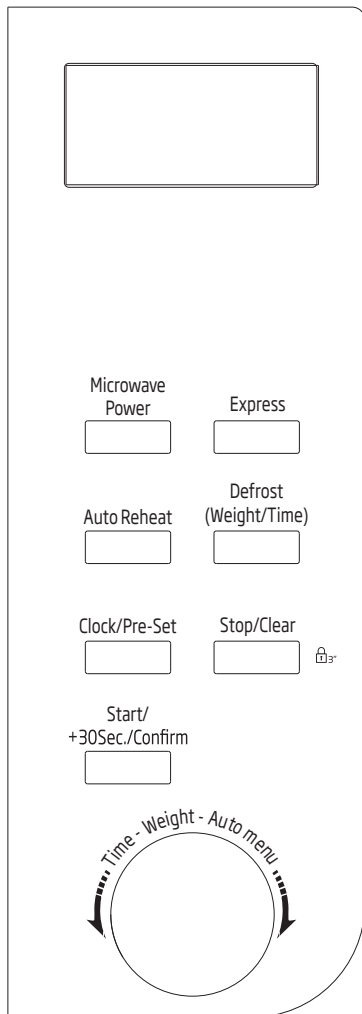 Microwave
Power
Express
Auto Reheat
Defrost
(Weight/Time)
Clock/Pre-Set
Stop/Clear
3"
Start/
+30Sec./Confirm
Time - Weight - Auto menu